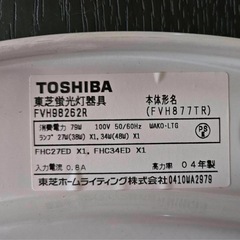 TOSHIBA
東芝蛍光灯器具 本体形名
FVH98262R (FVH877TR)
消費電力 79W 100V 50/60Hz WAKO-LTG
ランプ 27W(38W) X1, 34W(48W) X1
PSE
FHC27ED X1, FHC34ED X1
入力電流 0.8A 高力率 04年製
東芝ホームライティング株式会社 0410WA2979